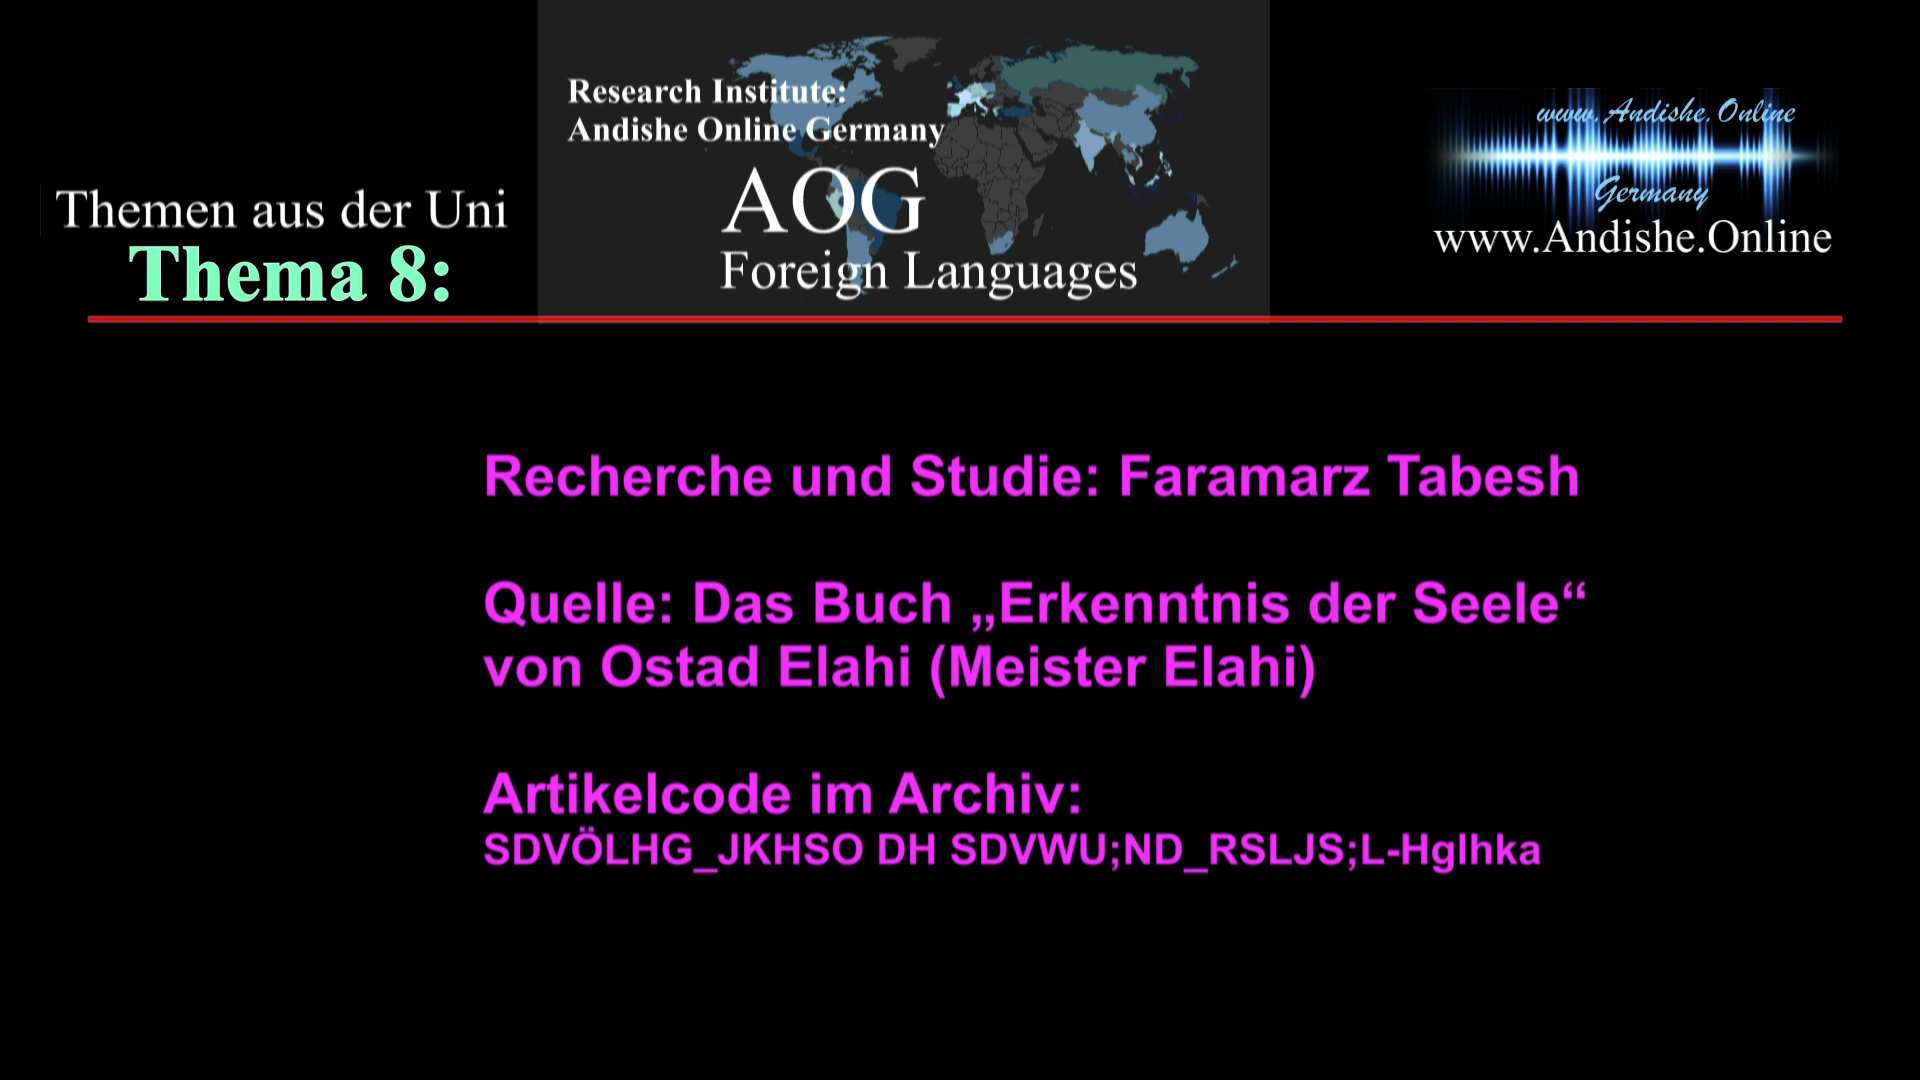 Themen aus der Uni
Thema 8:
Research Institute:
Andishe Online Germany
AOG
Foreign Languages
www.Andishe.Online
Germany
www.Andishe.Online
Recherche und Studie: Faramarz Tabesh
Quelle: Das Buch „Erkenntnis der Seele“
von Ostad Elahi (Meister Elahi)
Artikelcode im Archiv:
SDVÖLHG_JKHSO DH SDVWU;ND_RSLJS;L-Hglhka